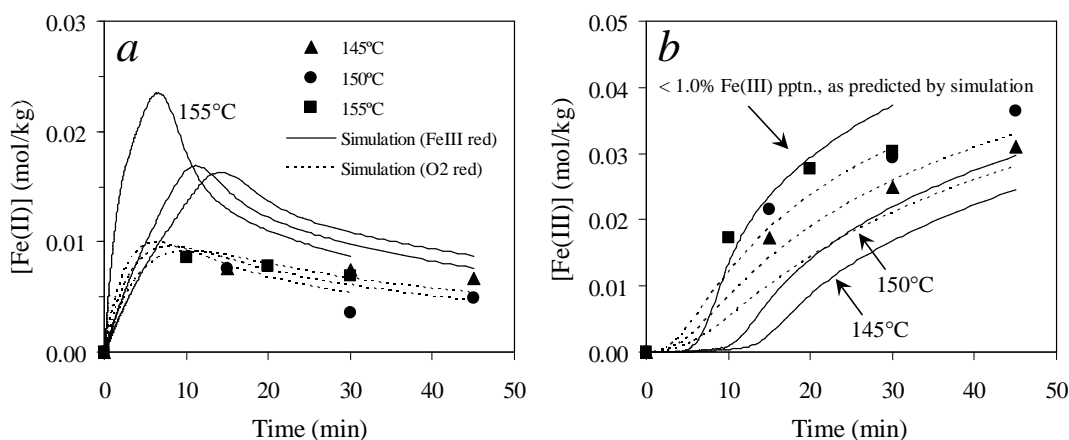 a
145ºC
150ºC
155ºC
Simulation (FeIII red)
Simulation (O2 red)
155°C
0.03
0.02
0.01
0.00
[Fe(II)] (mol/kg)
0 10 20 30 40 50
Time (min)
b
< 1.0% Fe(III) pptn., as predicted by simulation
150°C
145°C
0.05
0.04
0.03
0.02
0.01
0.00
[Fe(III)] (mol/kg)
0 10 20 30 40 50
Time (min)